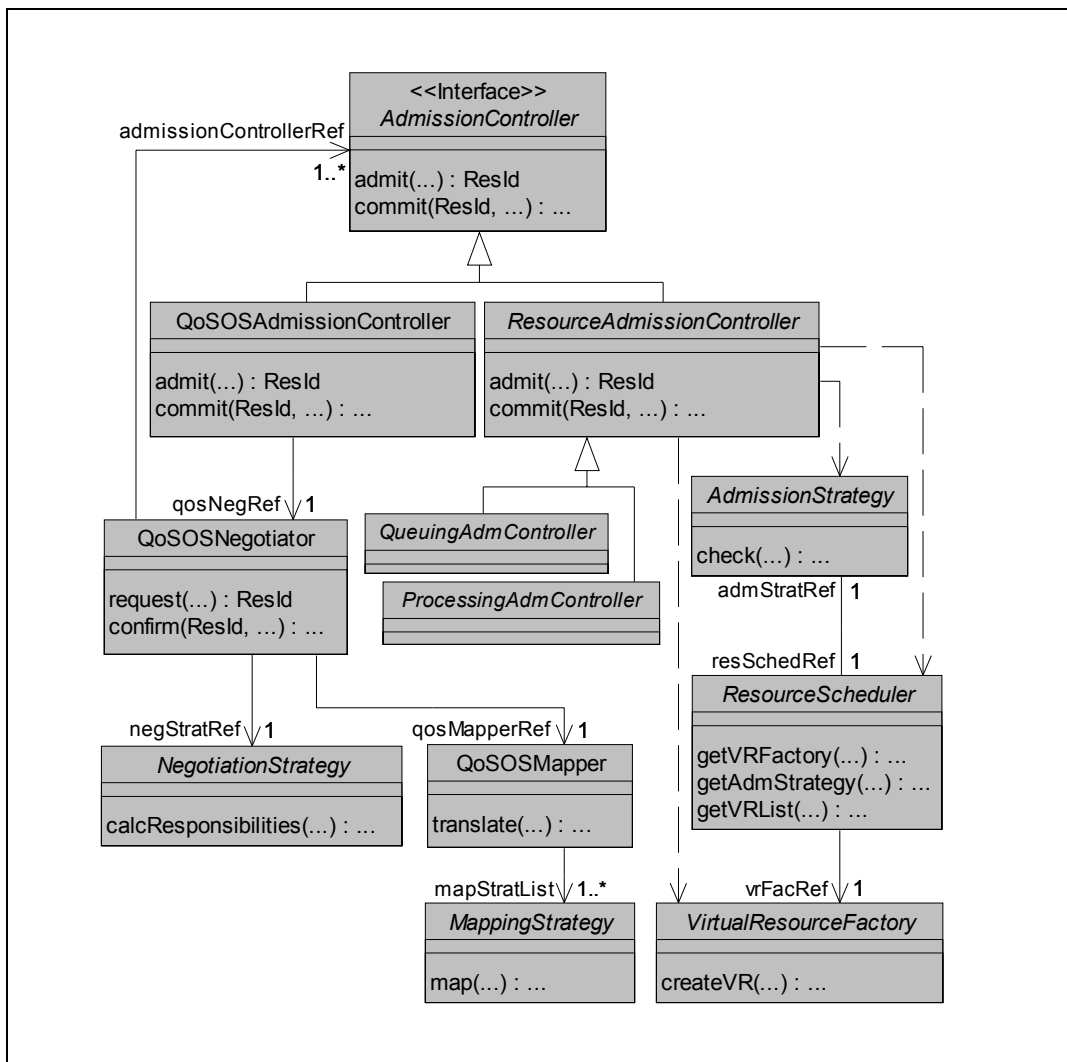 <<Interface>>
AdmissionController
admissionControllerRef
1..*
admit(...) : ResId
commit(ResId, ...) : ...
QoSOSAdmissionController
admit(...) : ResId
commit(ResId, ...) : ...
ResourceAdmissionController
admit(...) : ResId
commit(ResId, ...) : ...
qosNegRef 1
QoSOSNegotiator
request(...) : ResId
confirm(ResId, ...) : ...
QueuingAdmController
ProcessingAdmController
AdmissionStrategy
check(...) : ...
admStratRef 1
resSchedRef 1
ResourceScheduler
getVRFactory(...) : ...
getAdmStrategy(...) : ...
getVRList(...) : ...
negStratRef 1
NegotiationStrategy
calcResponsibilities(...) : ...
qosMapperRef 1
QoSOSMapper
translate(...) : ...
mapStratList 1..*
MappingStrategy
map(...) : ...
vrFacRef 1
VirtualResourceFactory
createVR(...) : ...